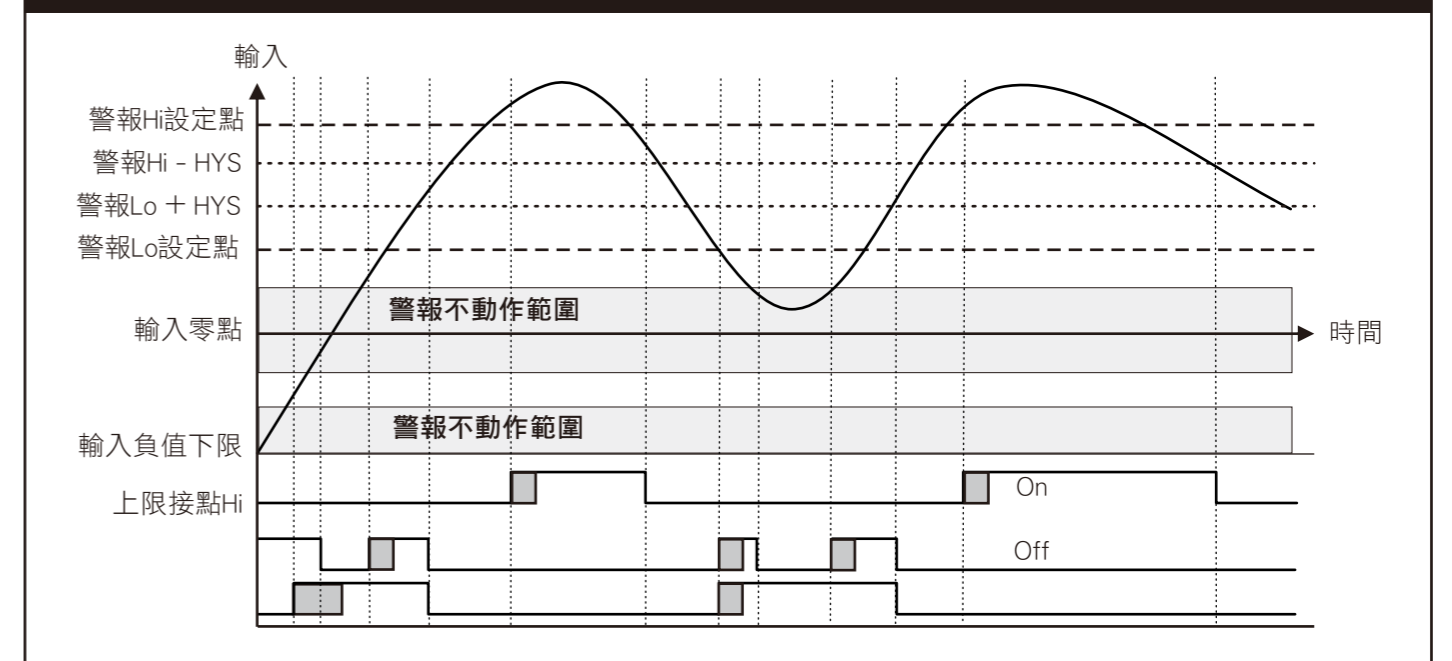 輸入
警報Hi設定點
警報Hi - HYS
警報Lo + HYS
警報Lo設定點
警報不動作範圍
輸入零點
時間
警報不動作範圍
輸入負值下限
上限接點Hi
On
Off